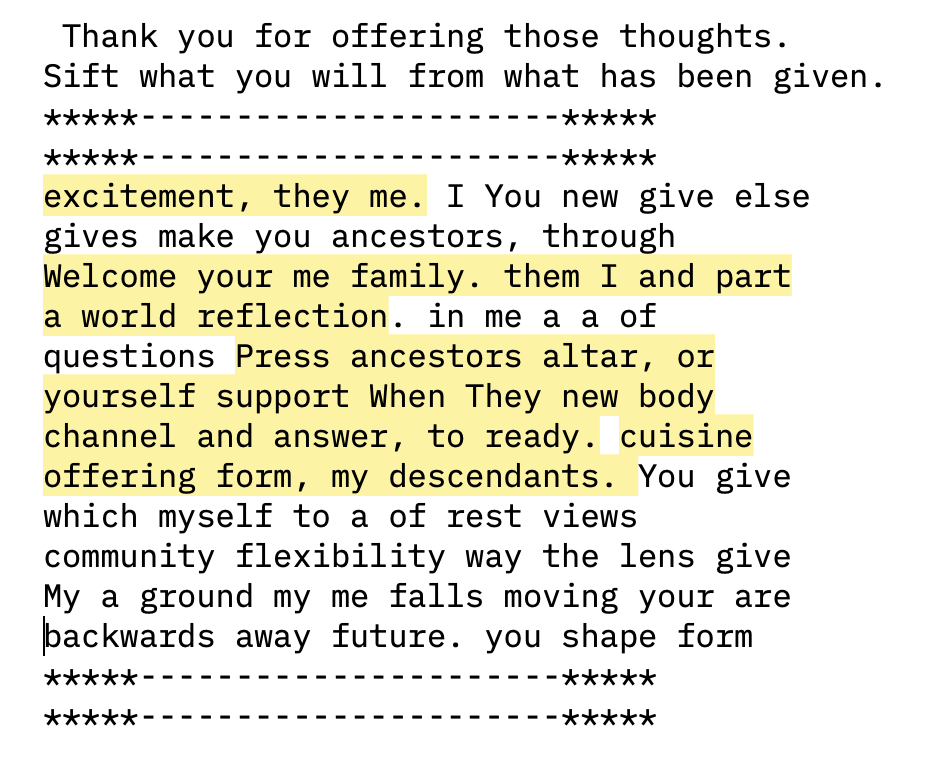 Thank you for offering those thoughts.
Sift what you will from what has been given.
*****----------------------*****
*****----------------------*****
excitement, they me. I You new give else
gives make you ancestors, through
Welcome your me family. them I and part
a world reflection. in me a a of
questions Press ancestors altar, or
yourself support When They new body
channel and answer, to ready. cuisine
offering form, my descendants. You give
which myself to a of rest views
community flexibility way the lens give
My a ground my me falls moving your are
backwards away future. you shape form
*****----------------------*****
*****----------------------*****